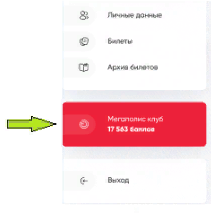 Личные данные
Билеты
Архив билетов
Мегаполис клуб
17 563 баллов
Выход